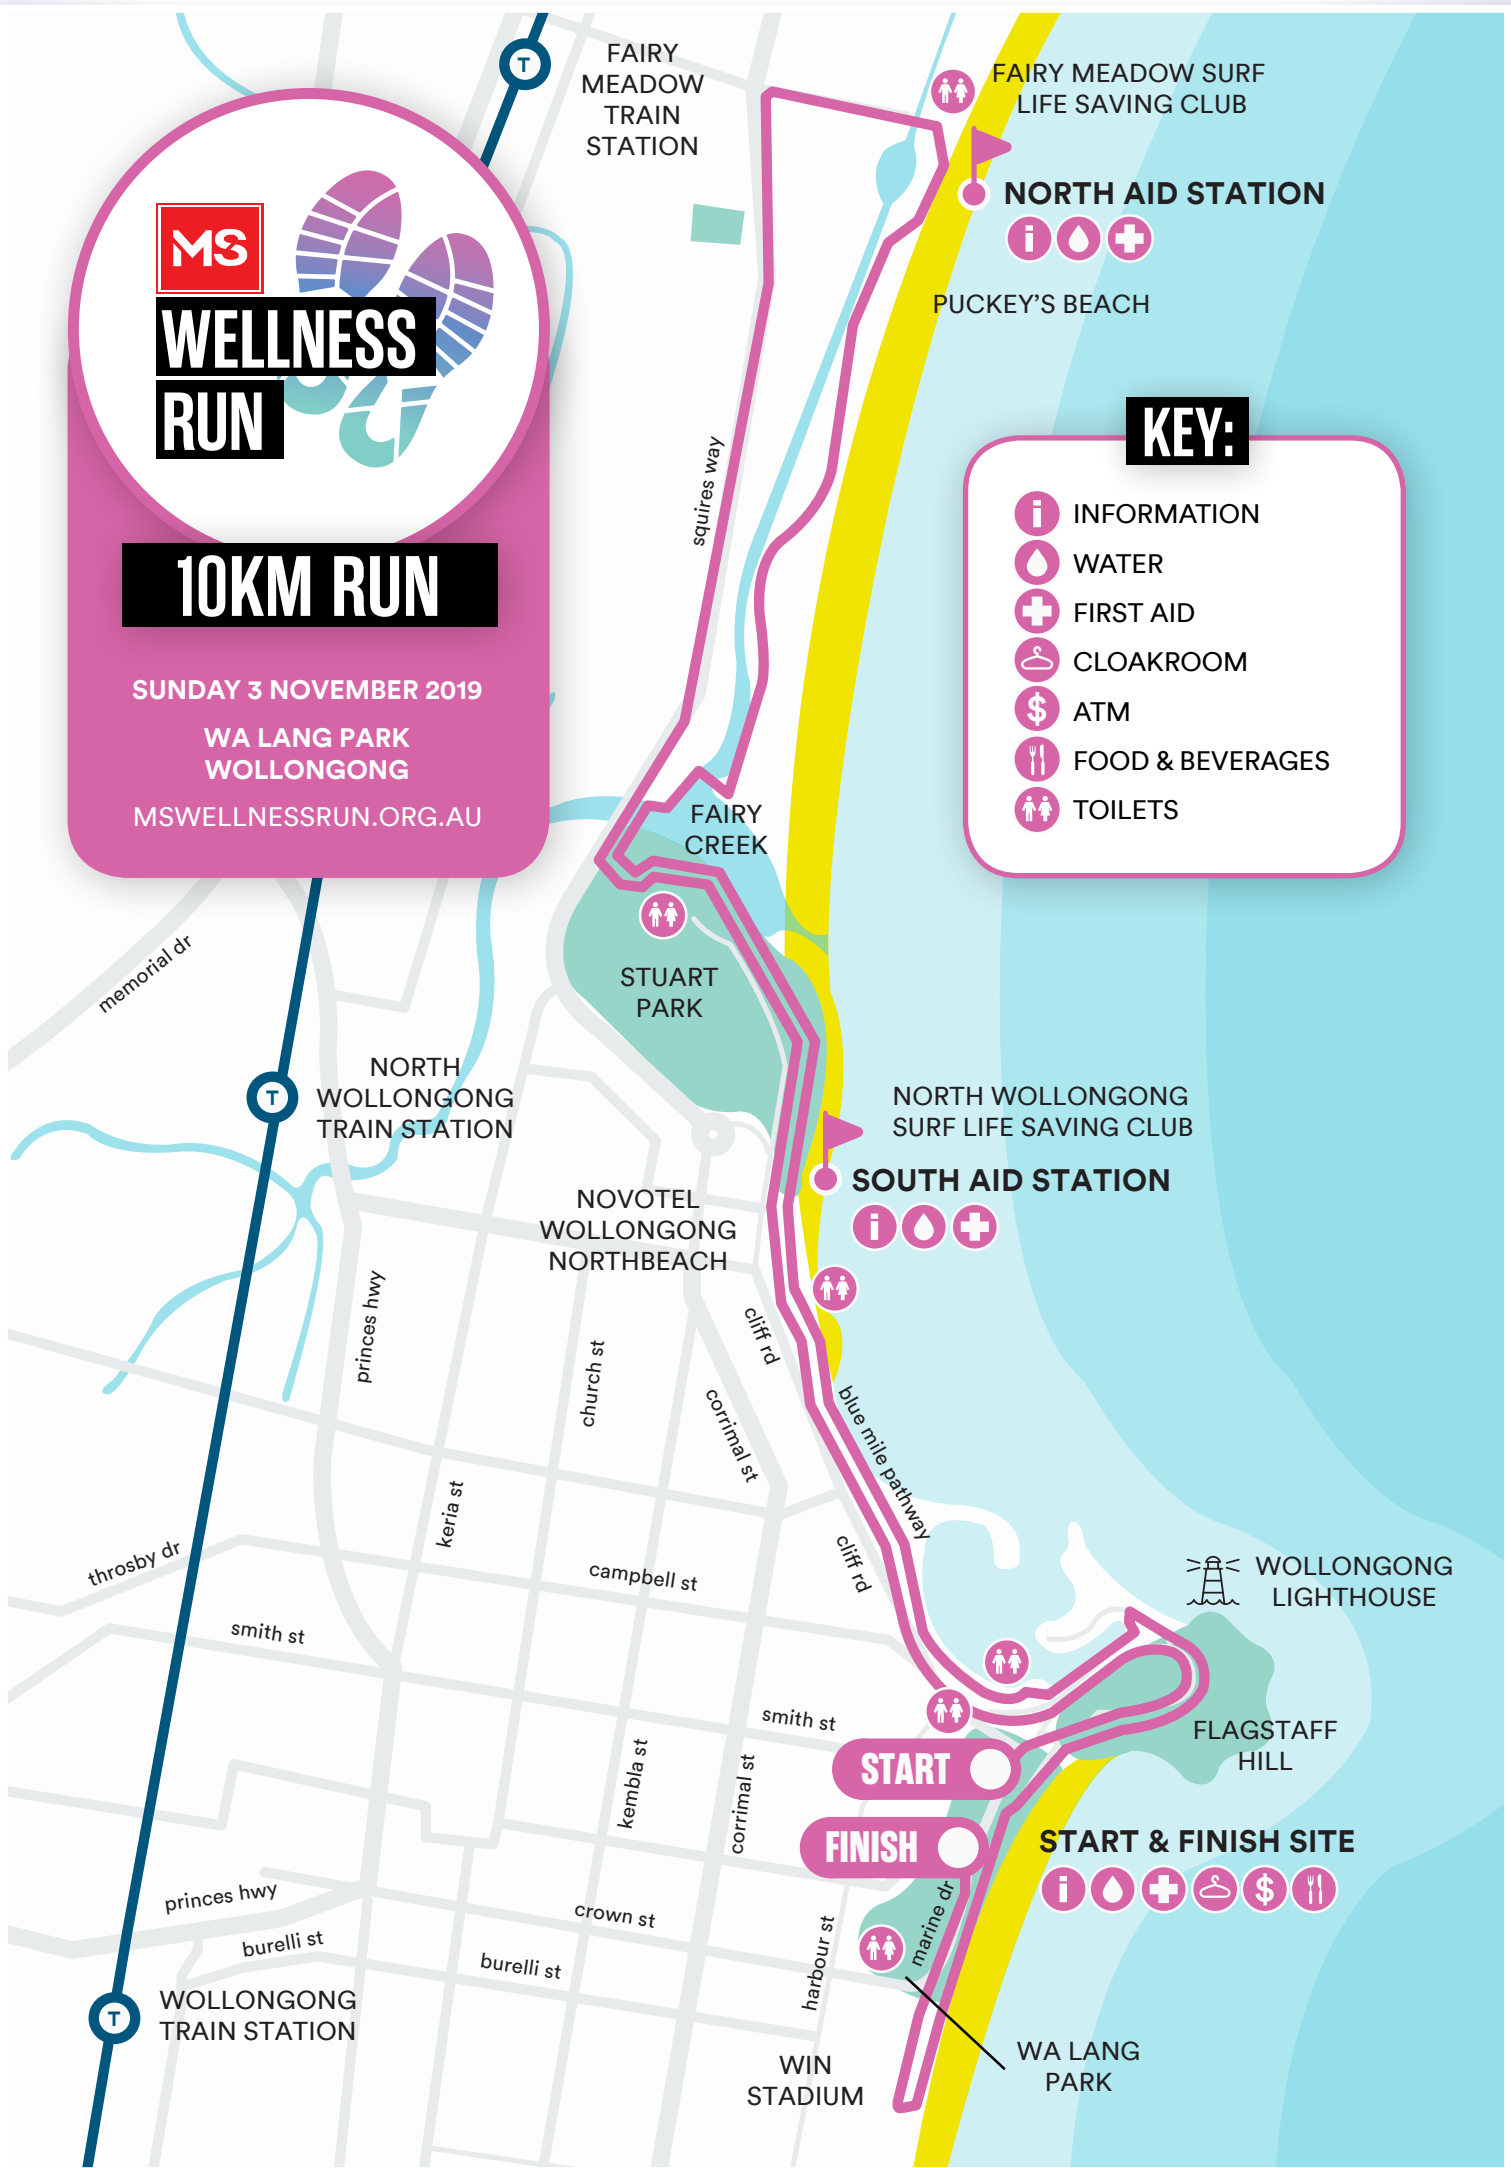 FAIRY
MEADOW
TRAIN
STATION
T
FAIRY MEADOW SURF
LIFE SAVING CLUB
NORTH AID STATION
i
PUCKEY'S BEACH
MS
WELLNESS
RUN
10KM RUN
SUNDAY 3 NOVEMBER 2019
WA LANG PARK
WOLLONGONG
MSWELLNESSRUN.ORG.AU
KEY:
i INFORMATION
WATER
FIRST AID
CLOAKROOM
$ ATM
FOOD & BEVERAGES
TOILETS
squires way
FAIRY
CREEK
memorial dr
STUART
PARK
T
NORTH
WOLLONGONG
TRAIN STATION
NORTH WOLLONGONG
SURF LIFE SAVING CLUB
SOUTH AID STATION
i
NOVOTEL
WOLLONGONG
NORTHBEACH
princes hwy
church st
cliff rd
corrimal st
blue mile pathway
keria st
throsby dr
campbell st
cliff rd
WOLLONGONG
LIGHTHOUSE
smith st
smith st
FLAGSTAFF
HILL
START
kembla st
corrimal st
FINISH
START & FINISH SITE
i $
princes hwy
crown st
marine dr
burelli st
burelli st
harbour st
T
WOLLONGONG
TRAIN STATION
WIN
STADIUM
WA LANG
PARK